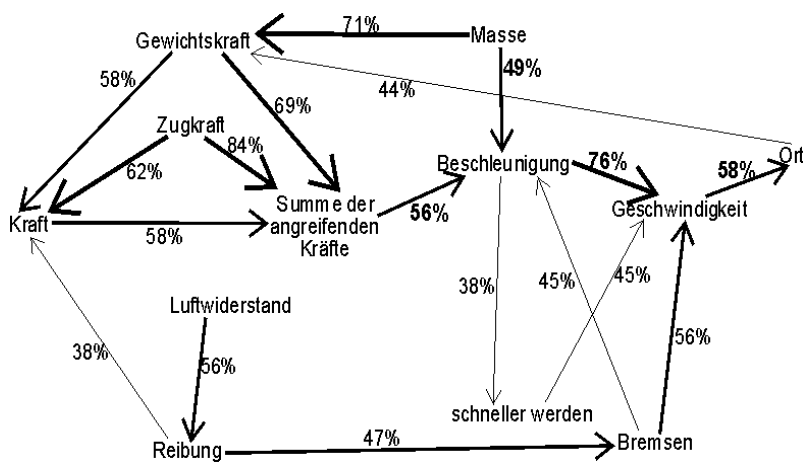 71%
Masse
Gewichtskraft
58%
49%
44%
69%
Zugkraft
84%
62%
Ort
Beschleunigung
76%
58%
Kraft
58%
Summe der
angreifenden
Kräfte
56%
Geschwindigkeit
38%
45%
45%
Luftwiderstand
56%
38%
56%
schneller werden
47%
Bremsen
Reibung